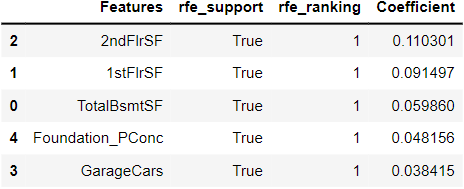 Features rfe_support rfe_ranking Coefficient
2 2ndFlrSF True 1 0.110301
1 1stFlrSF True 1 0.091497
0 TotalBsmtSF True 1 0.059860
4 Foundation_PConc True 1 0.048156
3 GarageCars True 1 0.038415